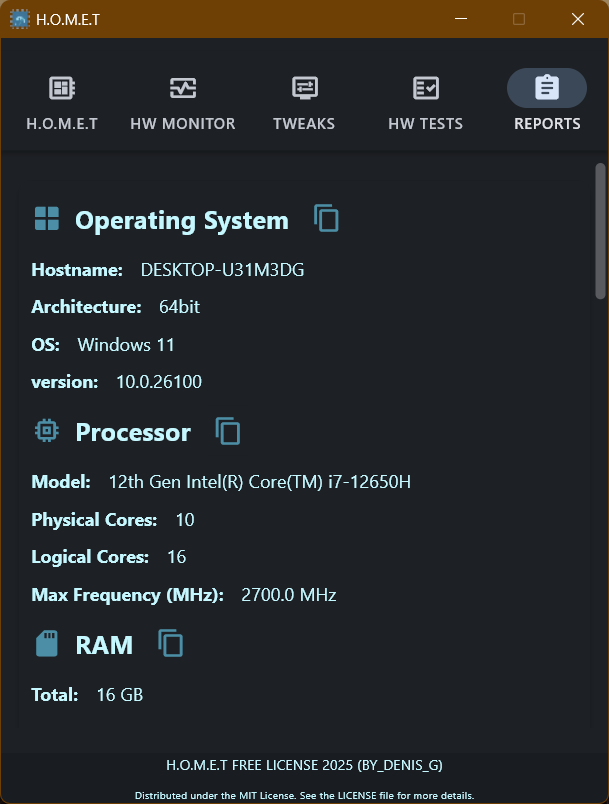 H.O.M.E.T
H.O.M.E.T HW MONITOR TWEAKS HW TESTS REPORTS
Operating System
Hostname: DESKTOP-U31M3DG
Architecture: 64bit
OS: Windows 11
version: 10.0.26100
Processor
Model: 12th Gen Intel(R) Core(TM) i7-12650H
Physical Cores: 10
Logical Cores: 16
Max Frequency (MHz): 2700.0 MHz
RAM
Total: 16 GB
H.O.M.E.T FREE LICENSE 2025 (BY_DENIS_G)
Distributed under the MIT License. See the LICENSE file for more details.